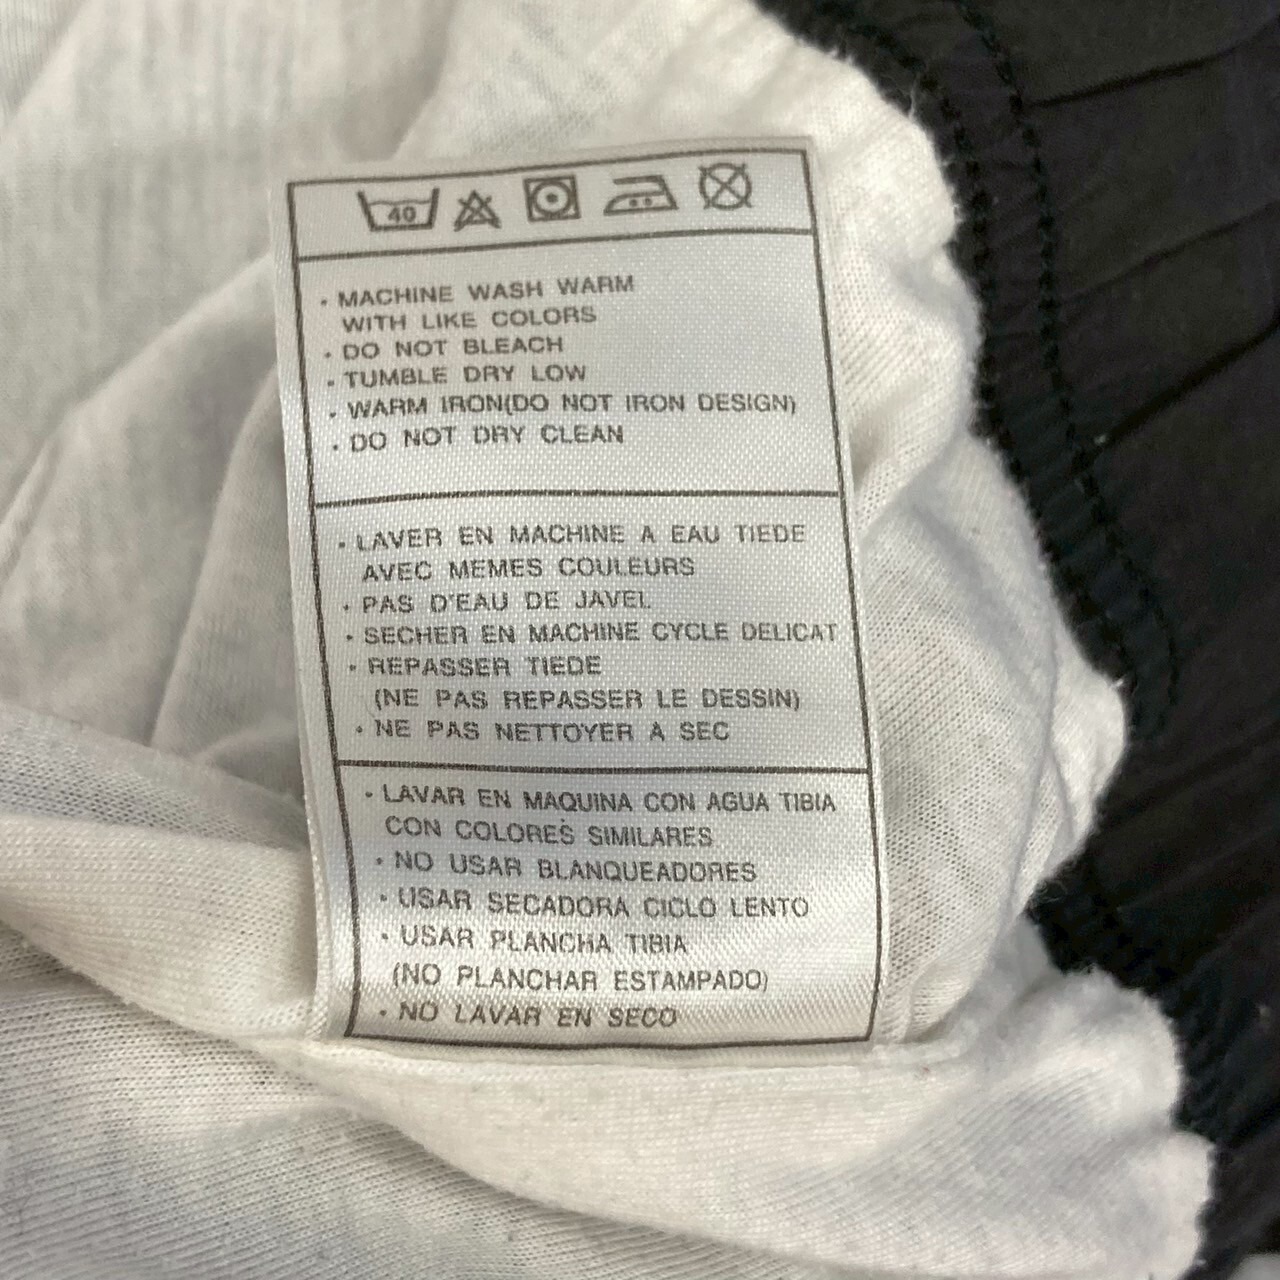 40
· MACHINE WASH WARM
WITH LIKE COLORS
· DO NOT BLEACH
· TUMBLE DRY LOW
· WARM IRON(DO NOT IRON DESIGN)
· DO NOT DRY CLEAN
· LAVER EN MACHINE A EAU TIEDE
AVEC MEMES COULEURS
· PAS D'EAU DE JAVEL
· SECHER EN MACHINE CYCLE DELICAT
· REPASSER TIEDE
(NE PAS REPASSER LE DESSIN)
· NE PAS NETTOYER A SEC
· LAVAR EN MAQUINA CON AGUA TIBIA
CON COLORES SIMILARES
· NO USAR BLANQUEADORES
· USAR SECADORA CICLO LENTO
· USAR PLANCHA TIBIA
(NO PLANCHAR ESTAMPADO)
· NO LAVAR EN SECO